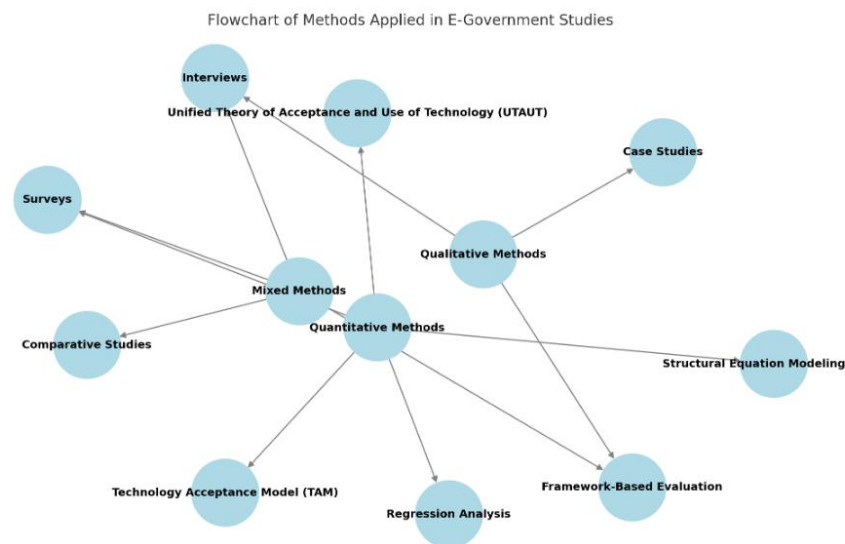 Flowchart of Methods Applied in E-Government Studies
Interviews
Unified Theory of Acceptance and Use of Technology (UTAUT)
Case Studies
Surveys
Qualitative Methods
Mixed Methods
Quantitative Methods
Comparative Studies
Structural Equation Modeling
Technology Acceptance Model (TAM)
Framework-Based Evaluation
Regression Analysis